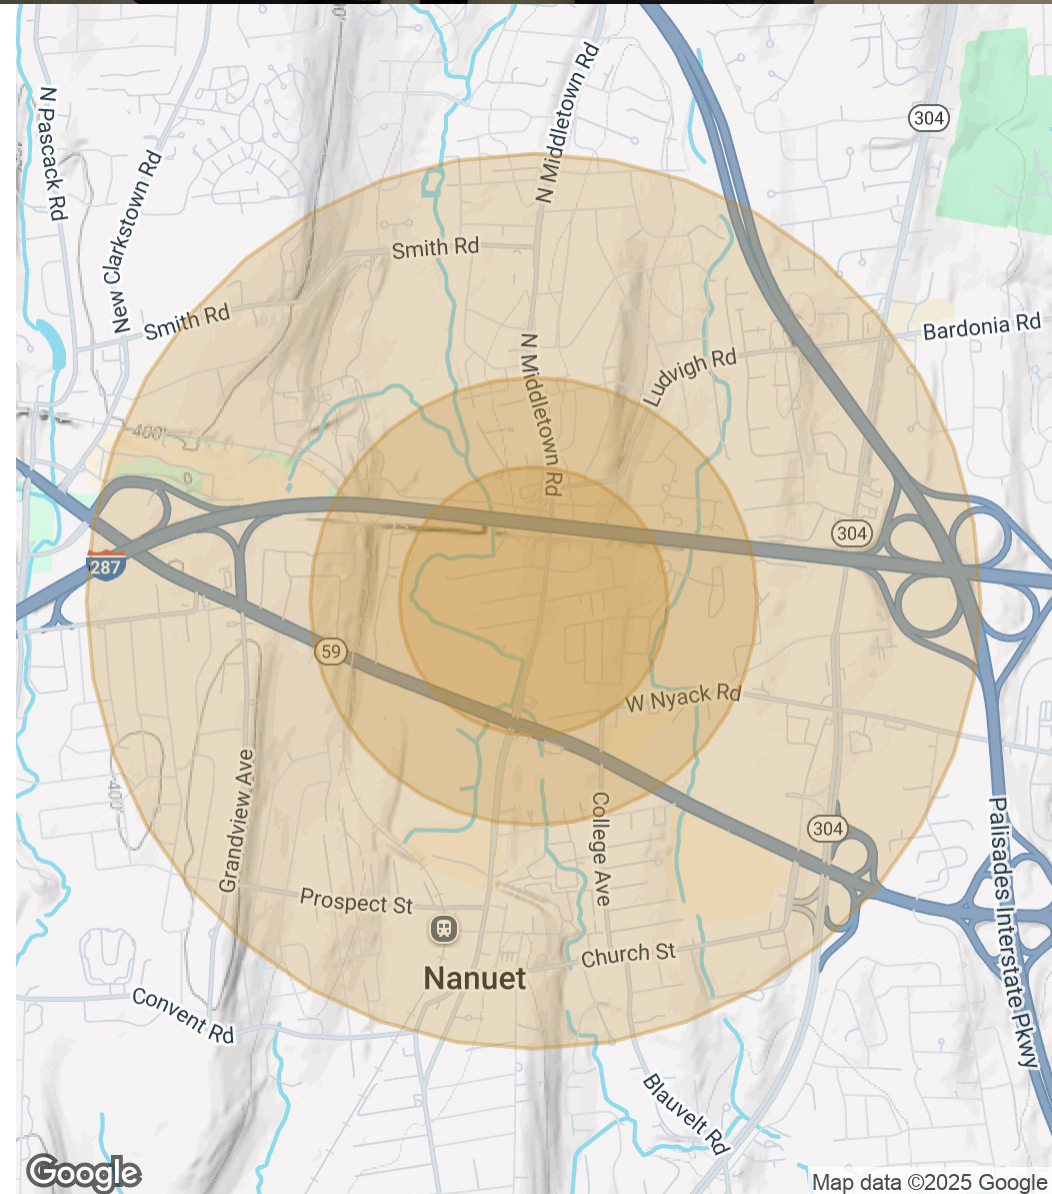 N Pascack Rd
New Clarkstown Rd
N Middletown Rd
304
Smith Rd
Smith Rd
Bardonia Rd
N Middletown Rd
Ludvigh Rd
400'
304
287
59
W Nyack Rd
400'
Grandview Ave
College Ave
304
Palisades Interstate Pkwy
Prospect St
Church St
Nanuet
Convent Rd
Blauvelt Rd
Google
Map data ©2025 Google